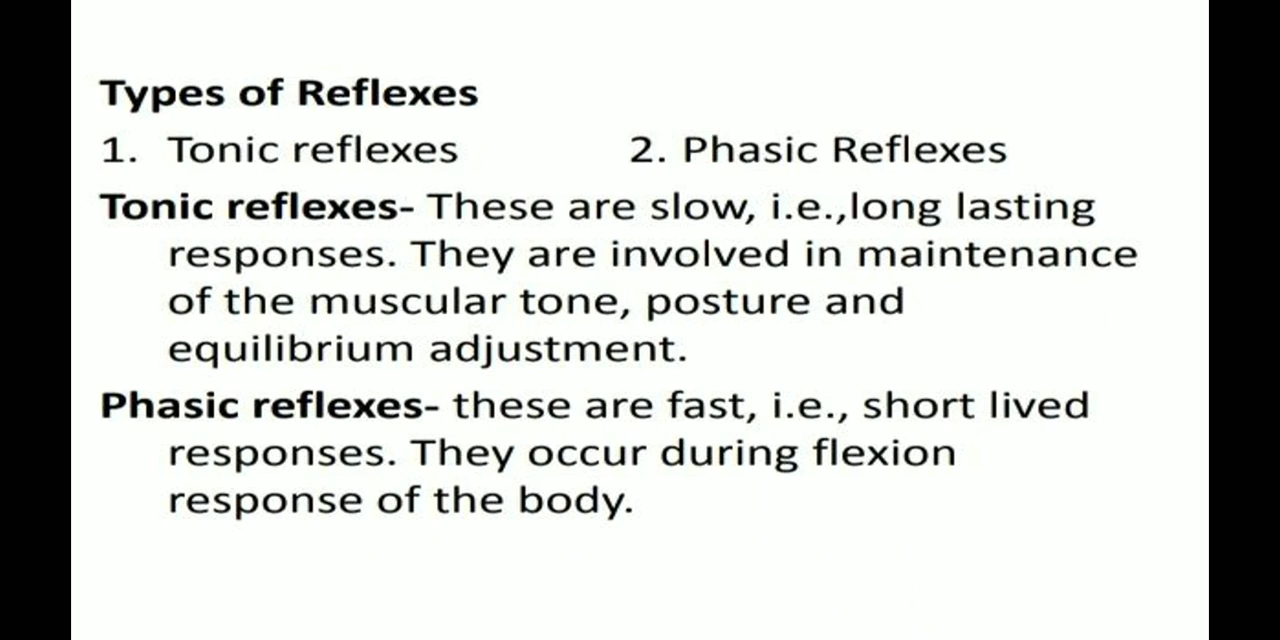 Types of Reflexes
1. Tonic reflexes 2. Phasic Reflexes
Tonic reflexes- These are slow, i.e.,long lasting
responses. They are involved in maintenance
of the muscular tone, posture and
equilibrium adjustment.
Phasic reflexes- these are fast, i.e., short lived
responses. They occur during flexion
response of the body.